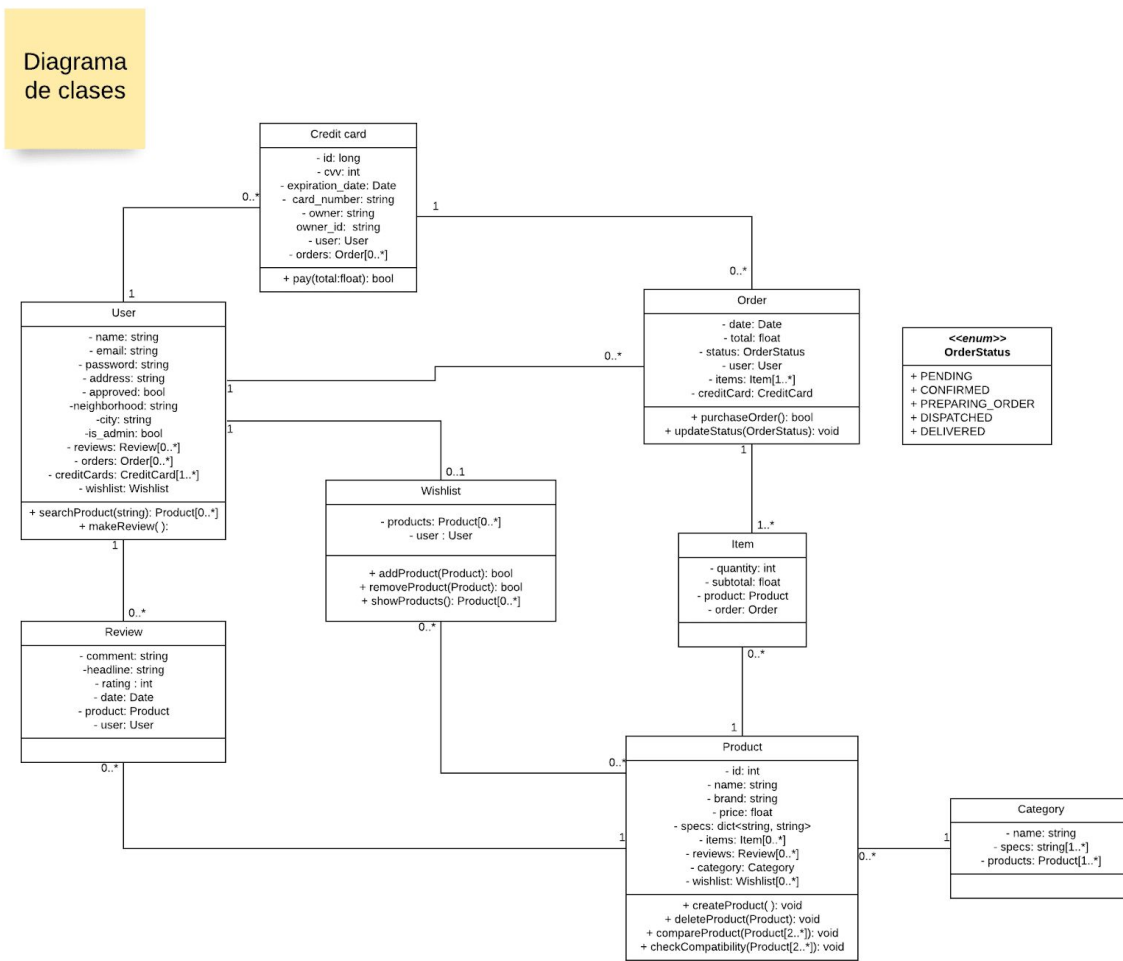 Diagrama
de clases
Credit card
- id: long
- cvv: int
- expiration_date: Date
- card_number: string
- owner: string
owner_id: string
- user: User
- orders: Order[0..*]
+ pay(total:float): bool
0..*
1
1
0..*
User
- name: string
- email: string
- password: string
- address: string
- approved: bool
-neighborhood: string
-city: string
-is_admin: bool
- reviews: Review[0..*]
- orders: Order[0..*]
- creditCards: CreditCard[1..*]
- wishlist: Wishlist
+ searchProduct(string): Product[0..*]
+ makeReview( ):
1
0..*
1
0..1
1
0..*
Order
- date: Date
- total: float
- status: OrderStatus
- user: User
- items: Item[1..*]
- creditCard: CreditCard
+ purchaseOrder(): bool
+ updateStatus(OrderStatus): void
1
1..*
<<enum>>
OrderStatus
+ PENDING
+ CONFIRMED
+ PREPARING_ORDER
+ DISPATCHED
+ DELIVERED
Wishlist
- products: Product[0..*]
- user : User
+ addProduct(Product): bool
+ removeProduct(Product): bool
+ showProducts(): Product[0..*]
0..*
0..*
Item
- quantity: int
- subtotal: float
- product: Product
- order: Order
0..*
1
Review
- comment: string
-headline: string
- rating : int
- date: Date
- product: Product
- user: User
0..*
1
Product
- id: int
- name: string
- brand: string
- price: float
- specs: dict<string, string>
- items: Item[0..*]
- reviews: Review[0..*]
- category: Category
- wishlist: Wishlist[0..*]
+ createProduct( ): void
+ deleteProduct(Product): void
+ compareProduct(Product[2..*]): void
+ checkCompatibility(Product[2..*]): void
0..*
1
Category
- name: string
- specs: string[1..*]
- products: Product[1..*]